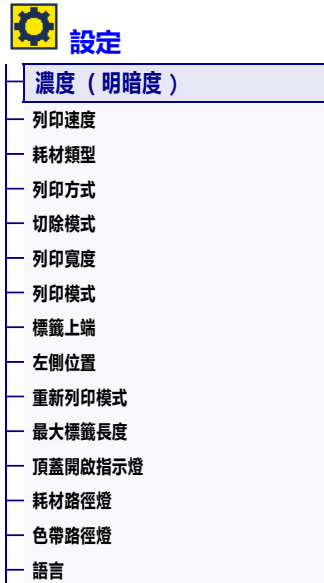 設定
濃度（明暗度）
列印速度
耗材類型
列印方式
切除模式
列印寬度
列印模式
標籤上端
左側位置
重新列印模式
最大標籤長度
頂蓋開啟指示燈
耗材路徑燈
色帶路徑燈
語言